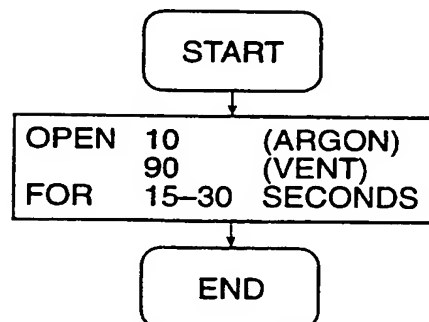 START
OPEN 10 (ARGON)
90 (VENT)
FOR 15–30 SECONDS
END